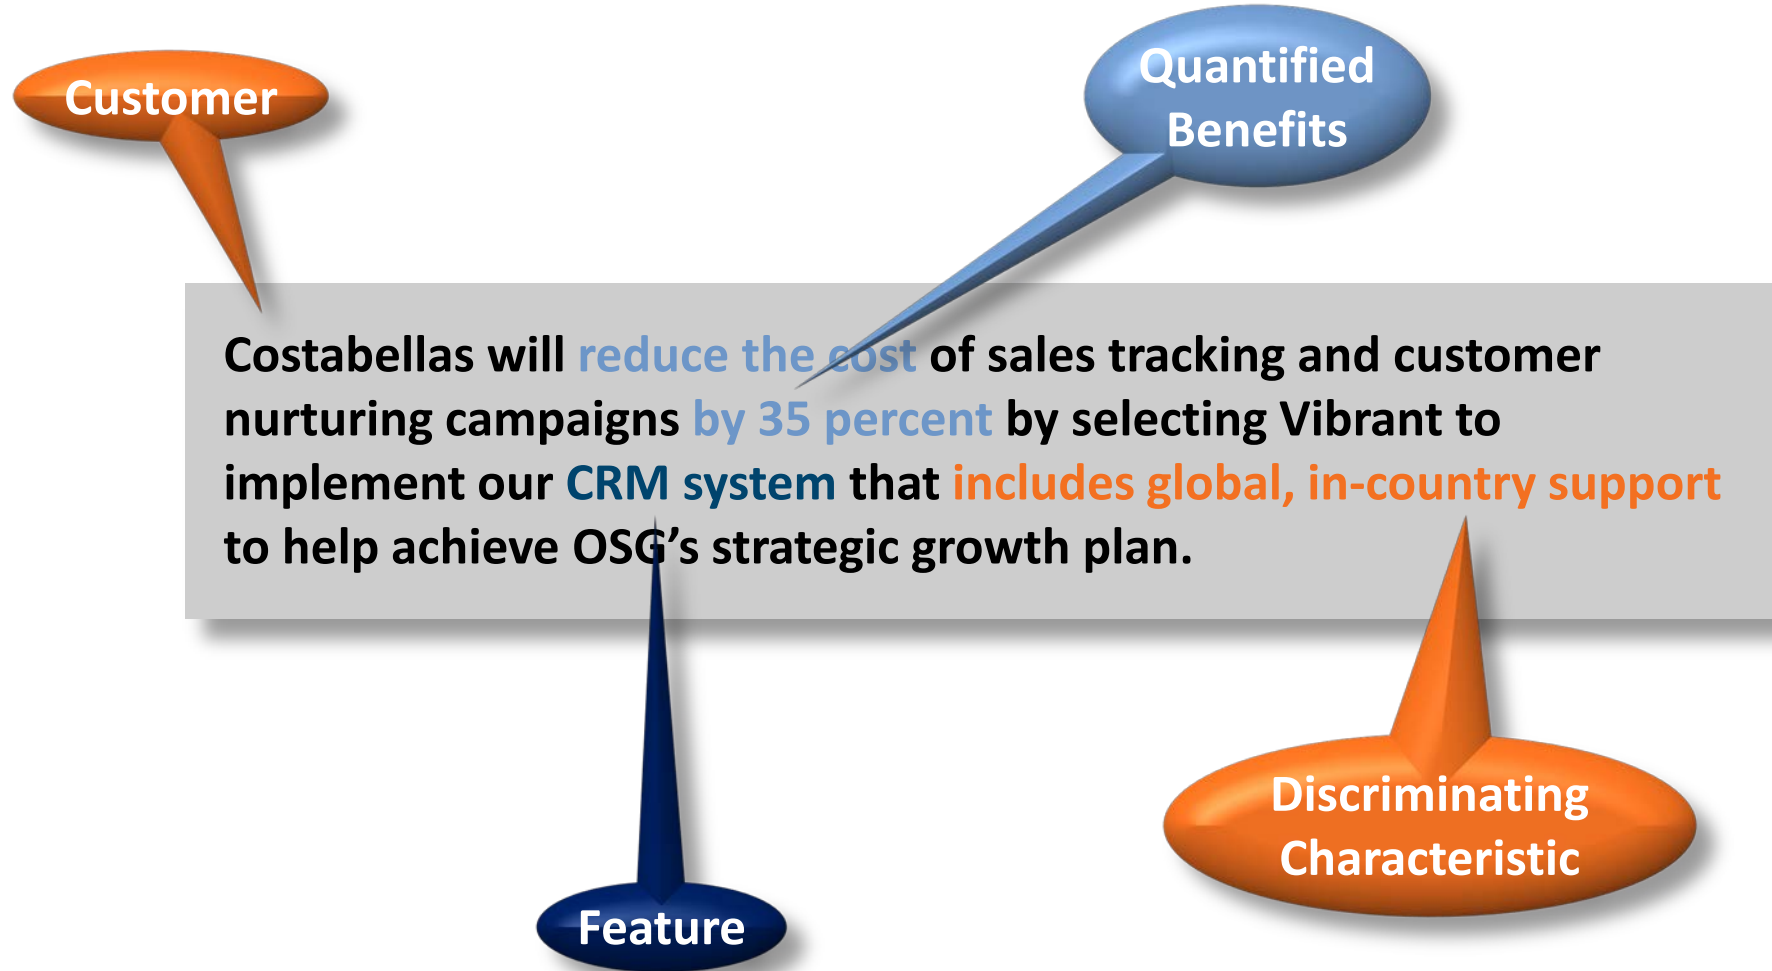 Customer
Quantified
Benefits
Costabellas will reduce the cost of sales tracking and customer
nurturing campaigns by 35 percent by selecting Vibrant to
implement our CRM system that includes global, in-country support
to help achieve OSG’s strategic growth plan.
Discriminating
Characteristic
Feature